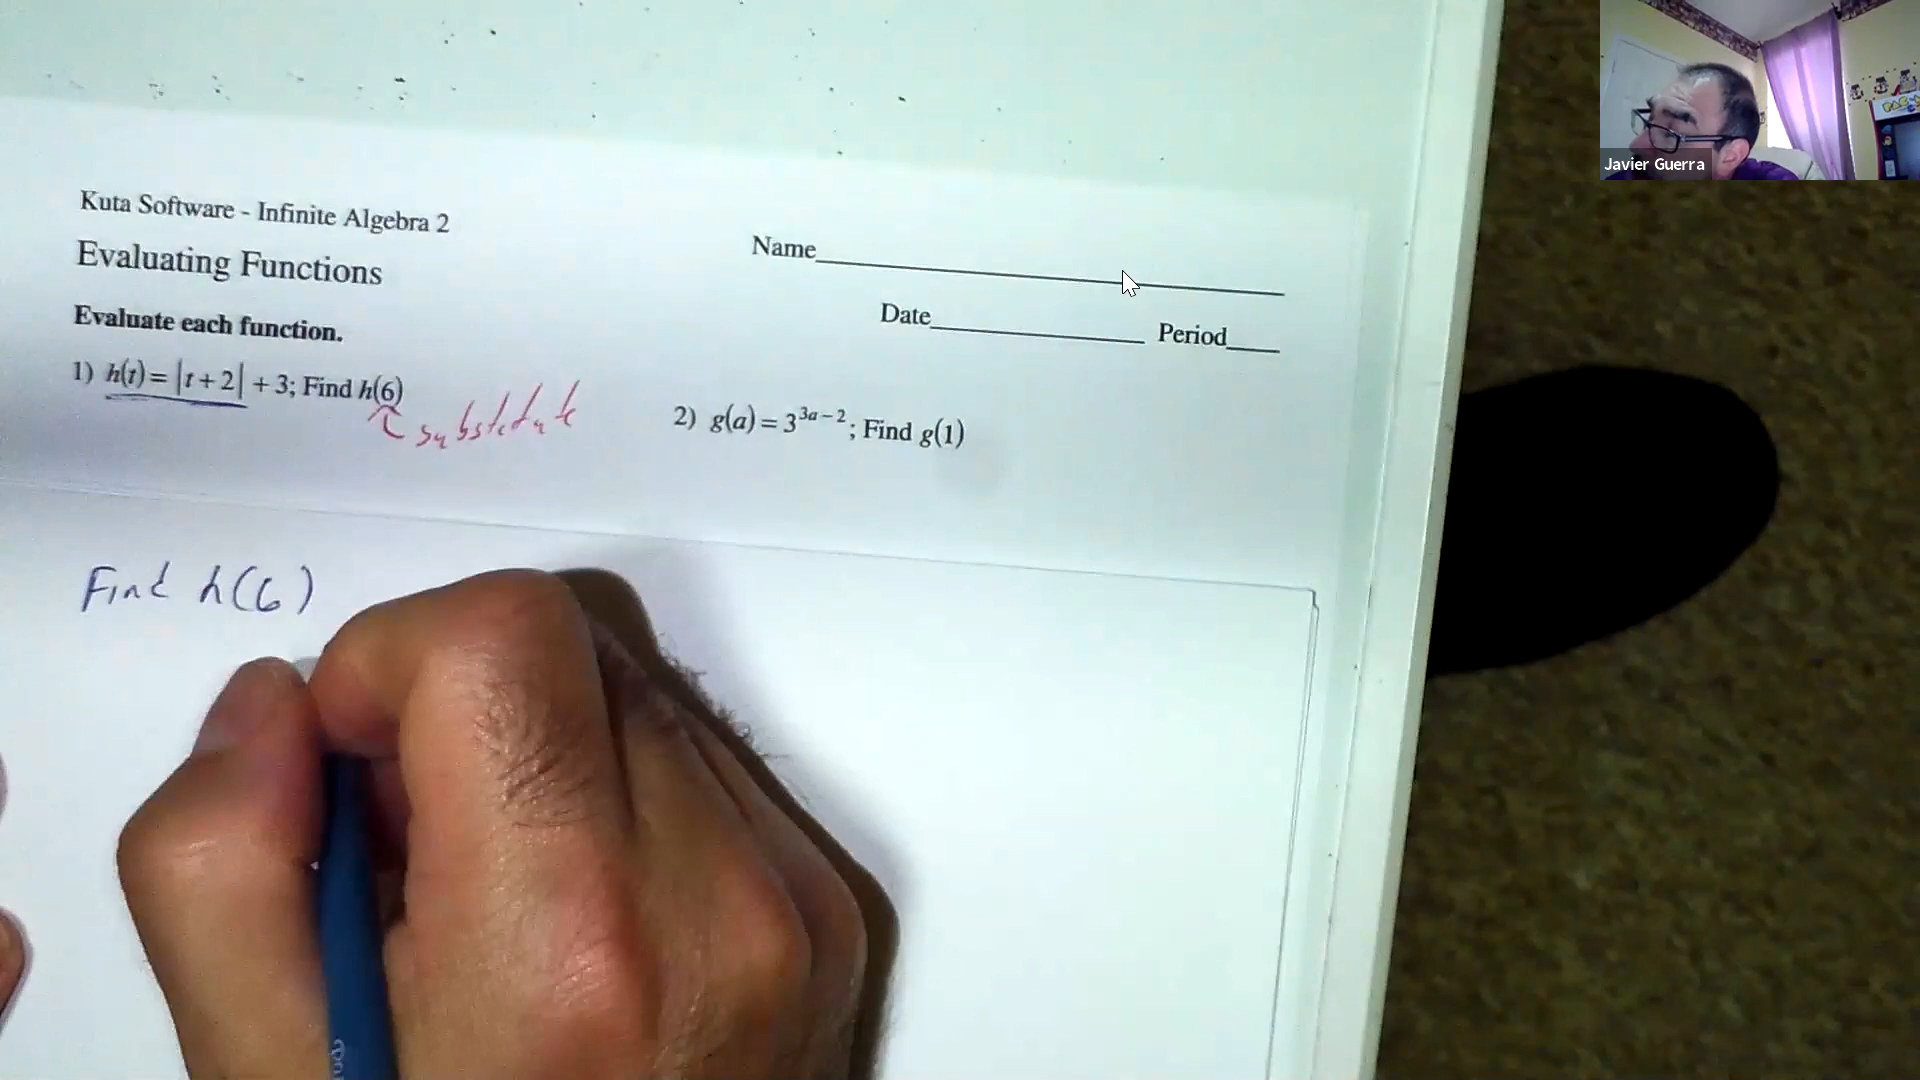 Javier Guerra
Kuta Software - Infinite Algebra 2
Evaluating Functions
Name
Date Period
Evaluate each function.
1) h(t) = |t + 2| + 3; Find h(6)
substitute
2) g(a) = 3^{3a - 2}; Find g(1)
Find h(6)